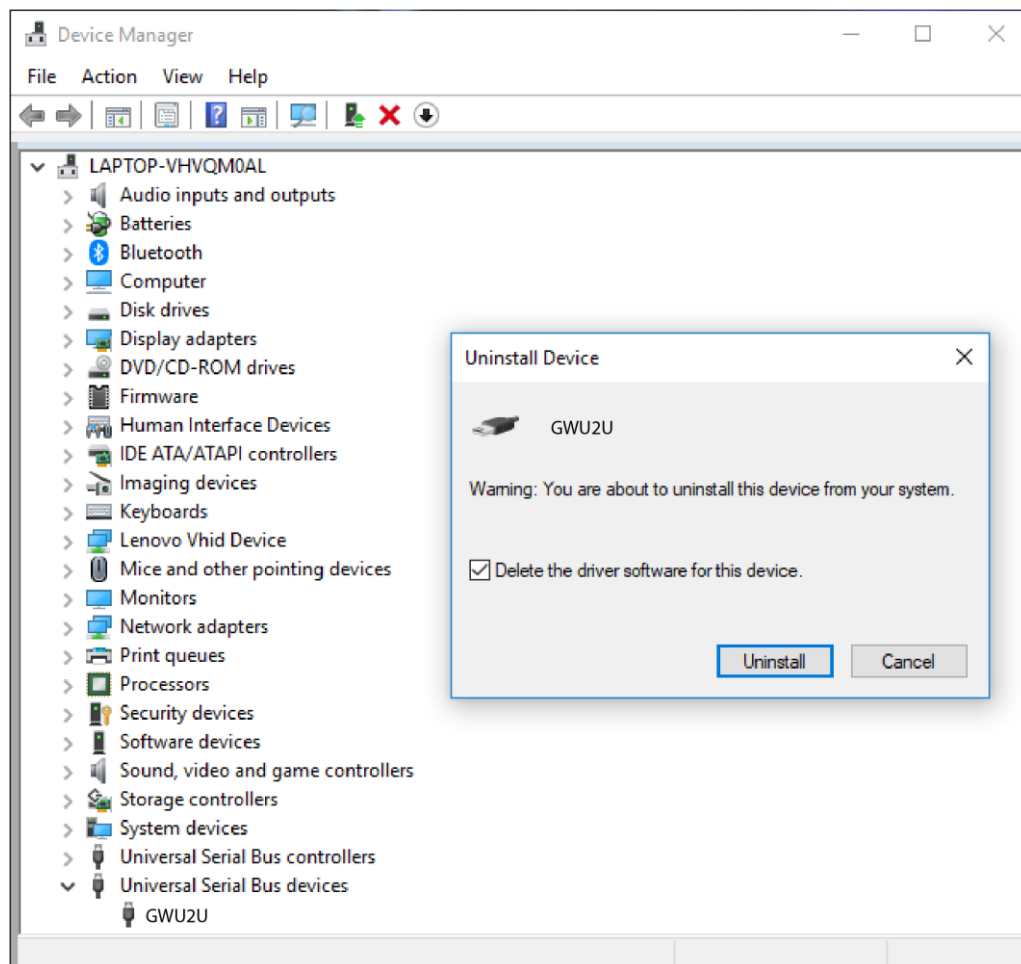 Device Manager
File Action View Help
LAPTOP-VHVQM0AL
Audio inputs and outputs
Batteries
Bluetooth
Computer
Disk drives
Display adapters
DVD/CD-ROM drives
Firmware
Human Interface Devices
IDE ATA/ATAPI controllers
Imaging devices
Keyboards
Lenovo Vhid Device
Mice and other pointing devices
Monitors
Network adapters
Print queues
Processors
Security devices
Software devices
Sound, video and game controllers
Storage controllers
System devices
Universal Serial Bus controllers
Universal Serial Bus devices
GWU2U
Uninstall Device
GWU2U
Warning: You are about to uninstall this device from your system.
Delete the driver software for this device.
Uninstall Cancel